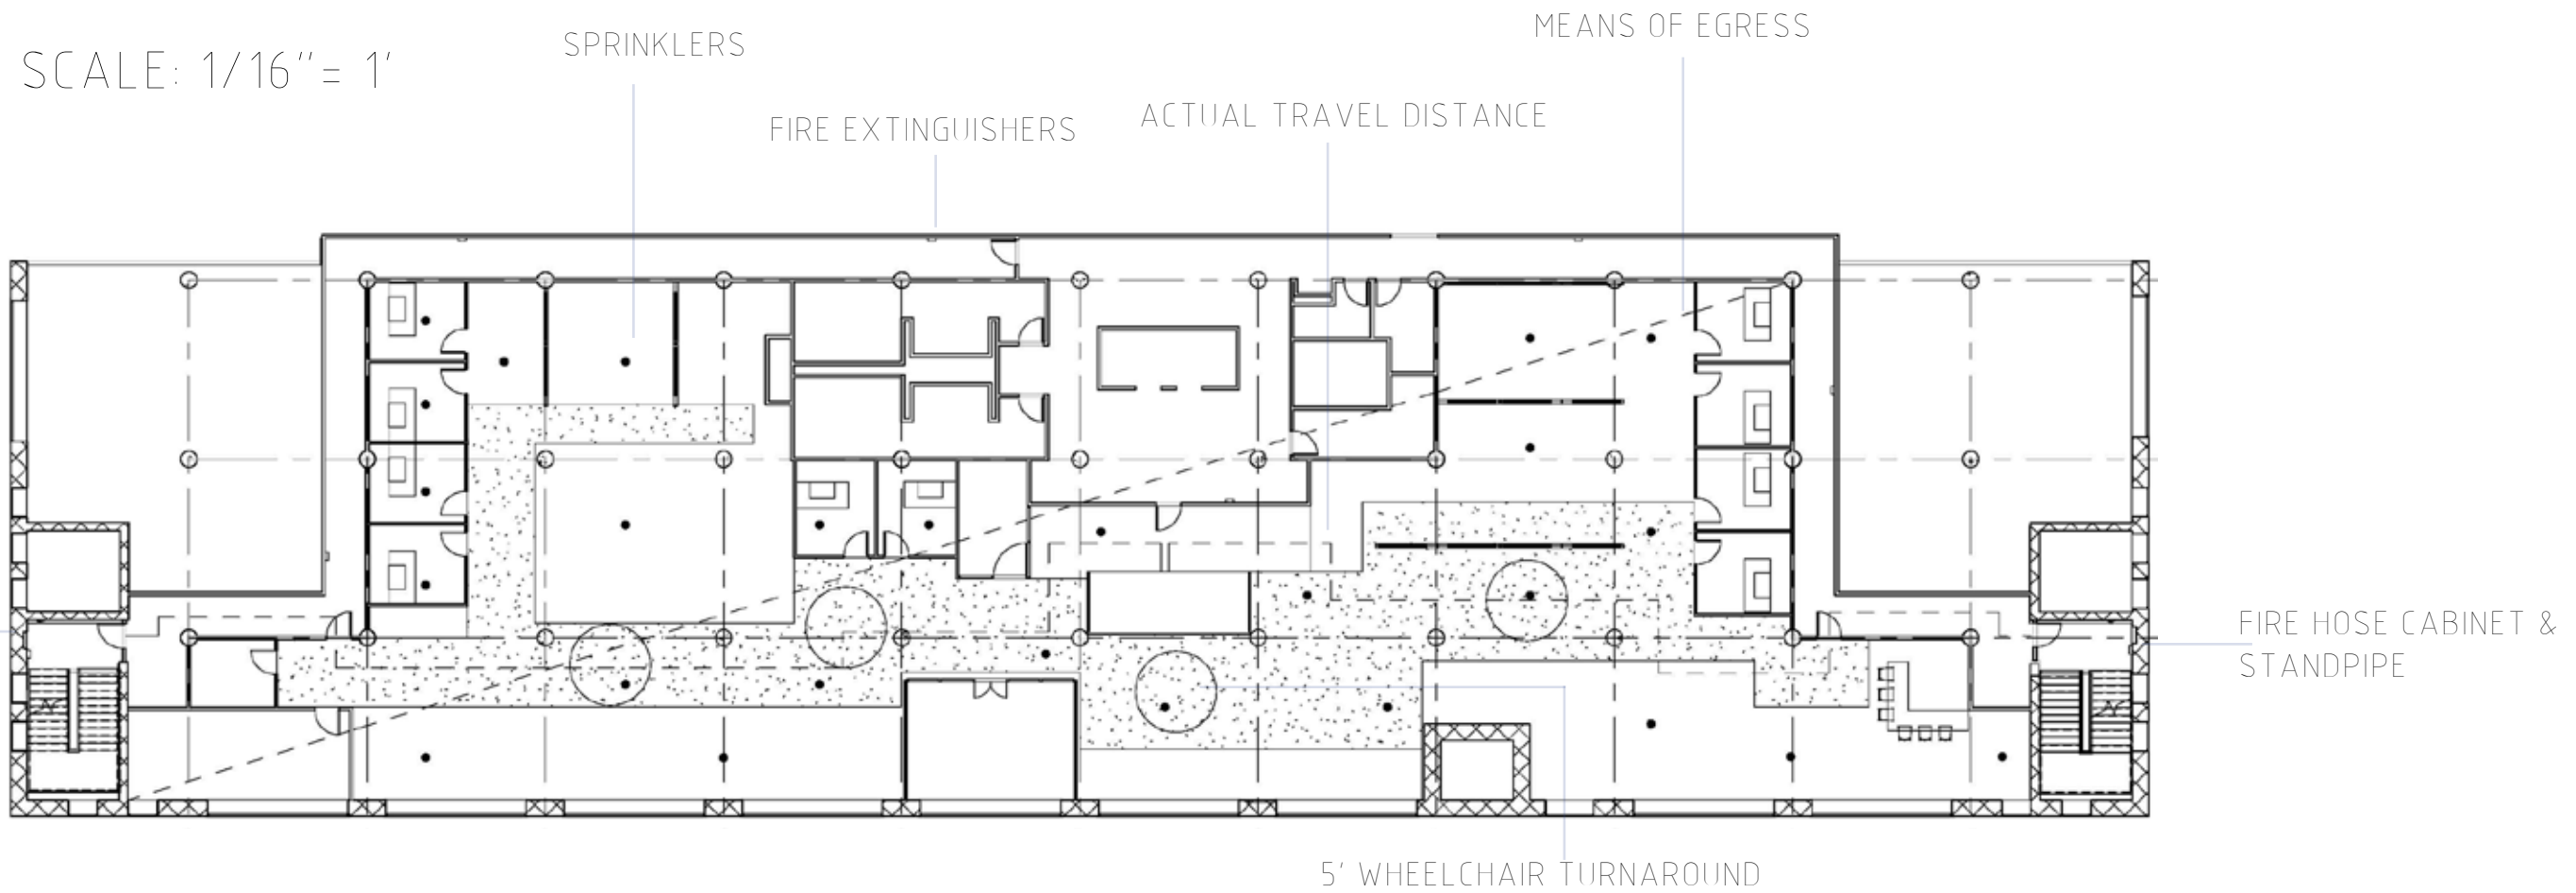 MEANS OF EGRESS
SPRINKLERS
SCALE: 1/16"= 1'
ACTUAL TRAVEL DISTANCE
FIRE EXTINGUISHERS
FIRE HOSE CABINET &
STANDPIPE
5' WHEELCHAIR TURNAROUND